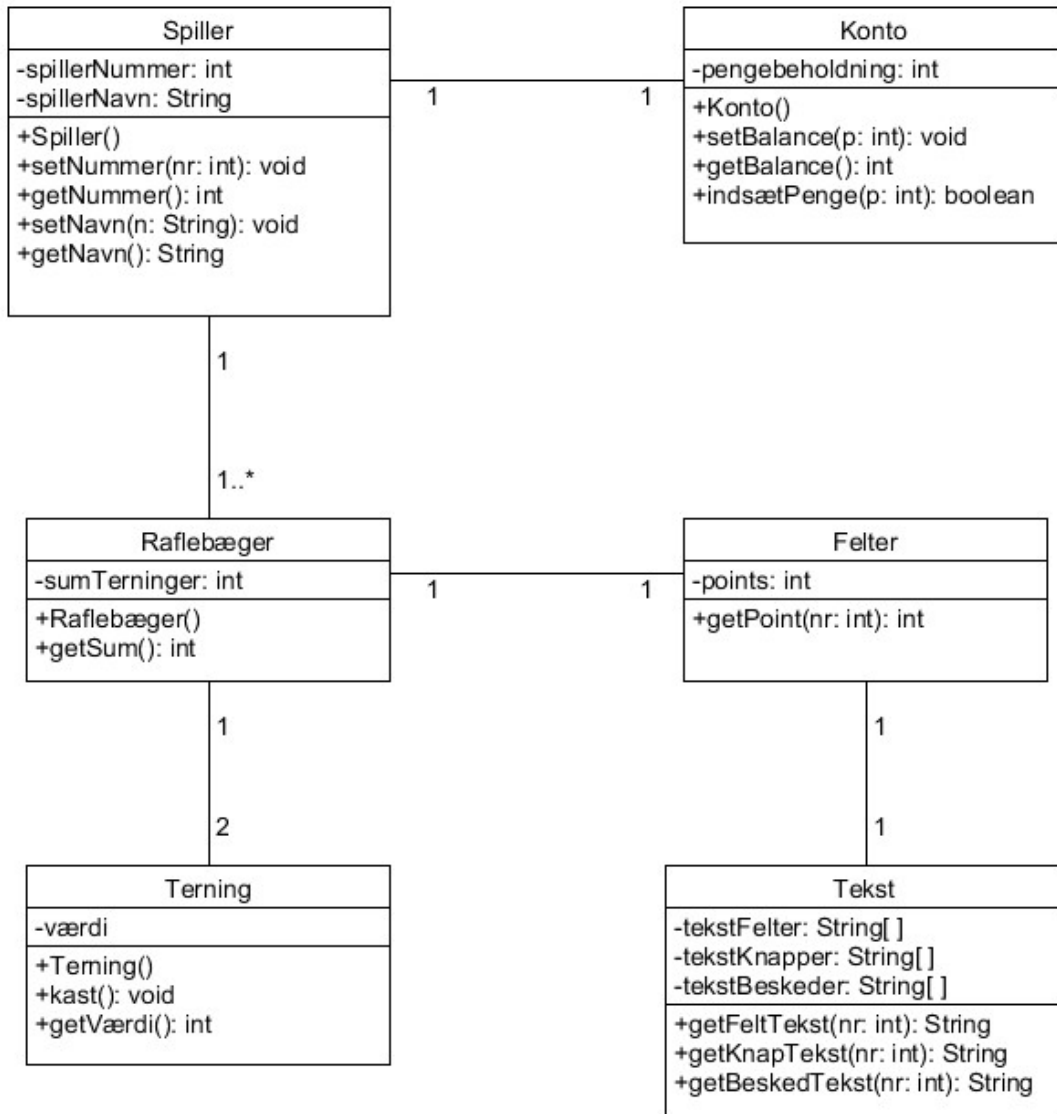 Spiller
-spillerNummer: int
-spillerNavn: String
+Spiller()
+setNummer(nr: int): void
+getNummer(): int
+setNavn(n: String): void
+getNavn(): String
Konto
-pengebeholdning: int
+Konto()
+setBalance(p: int): void
+getBalance(): int
+indsætPenge(p: int): boolean
1
1
1
1..*
Raflebæger
-sumTerninger: int
+Raflebæger()
+getSum(): int
Felter
-points: int
+getPoint(nr: int): int
1
1
1
2
1
1
Terning
-værdi
+Terning()
+kast(): void
+getVærdi(): int
Tekst
-tekstFelter: String[ ]
-tekstKnapper: String[ ]
-tekstBeskeder: String[ ]
+getFeltTekst(nr: int): String
+getKnapTekst(nr: int): String
+getBeskedTekst(nr: int): String